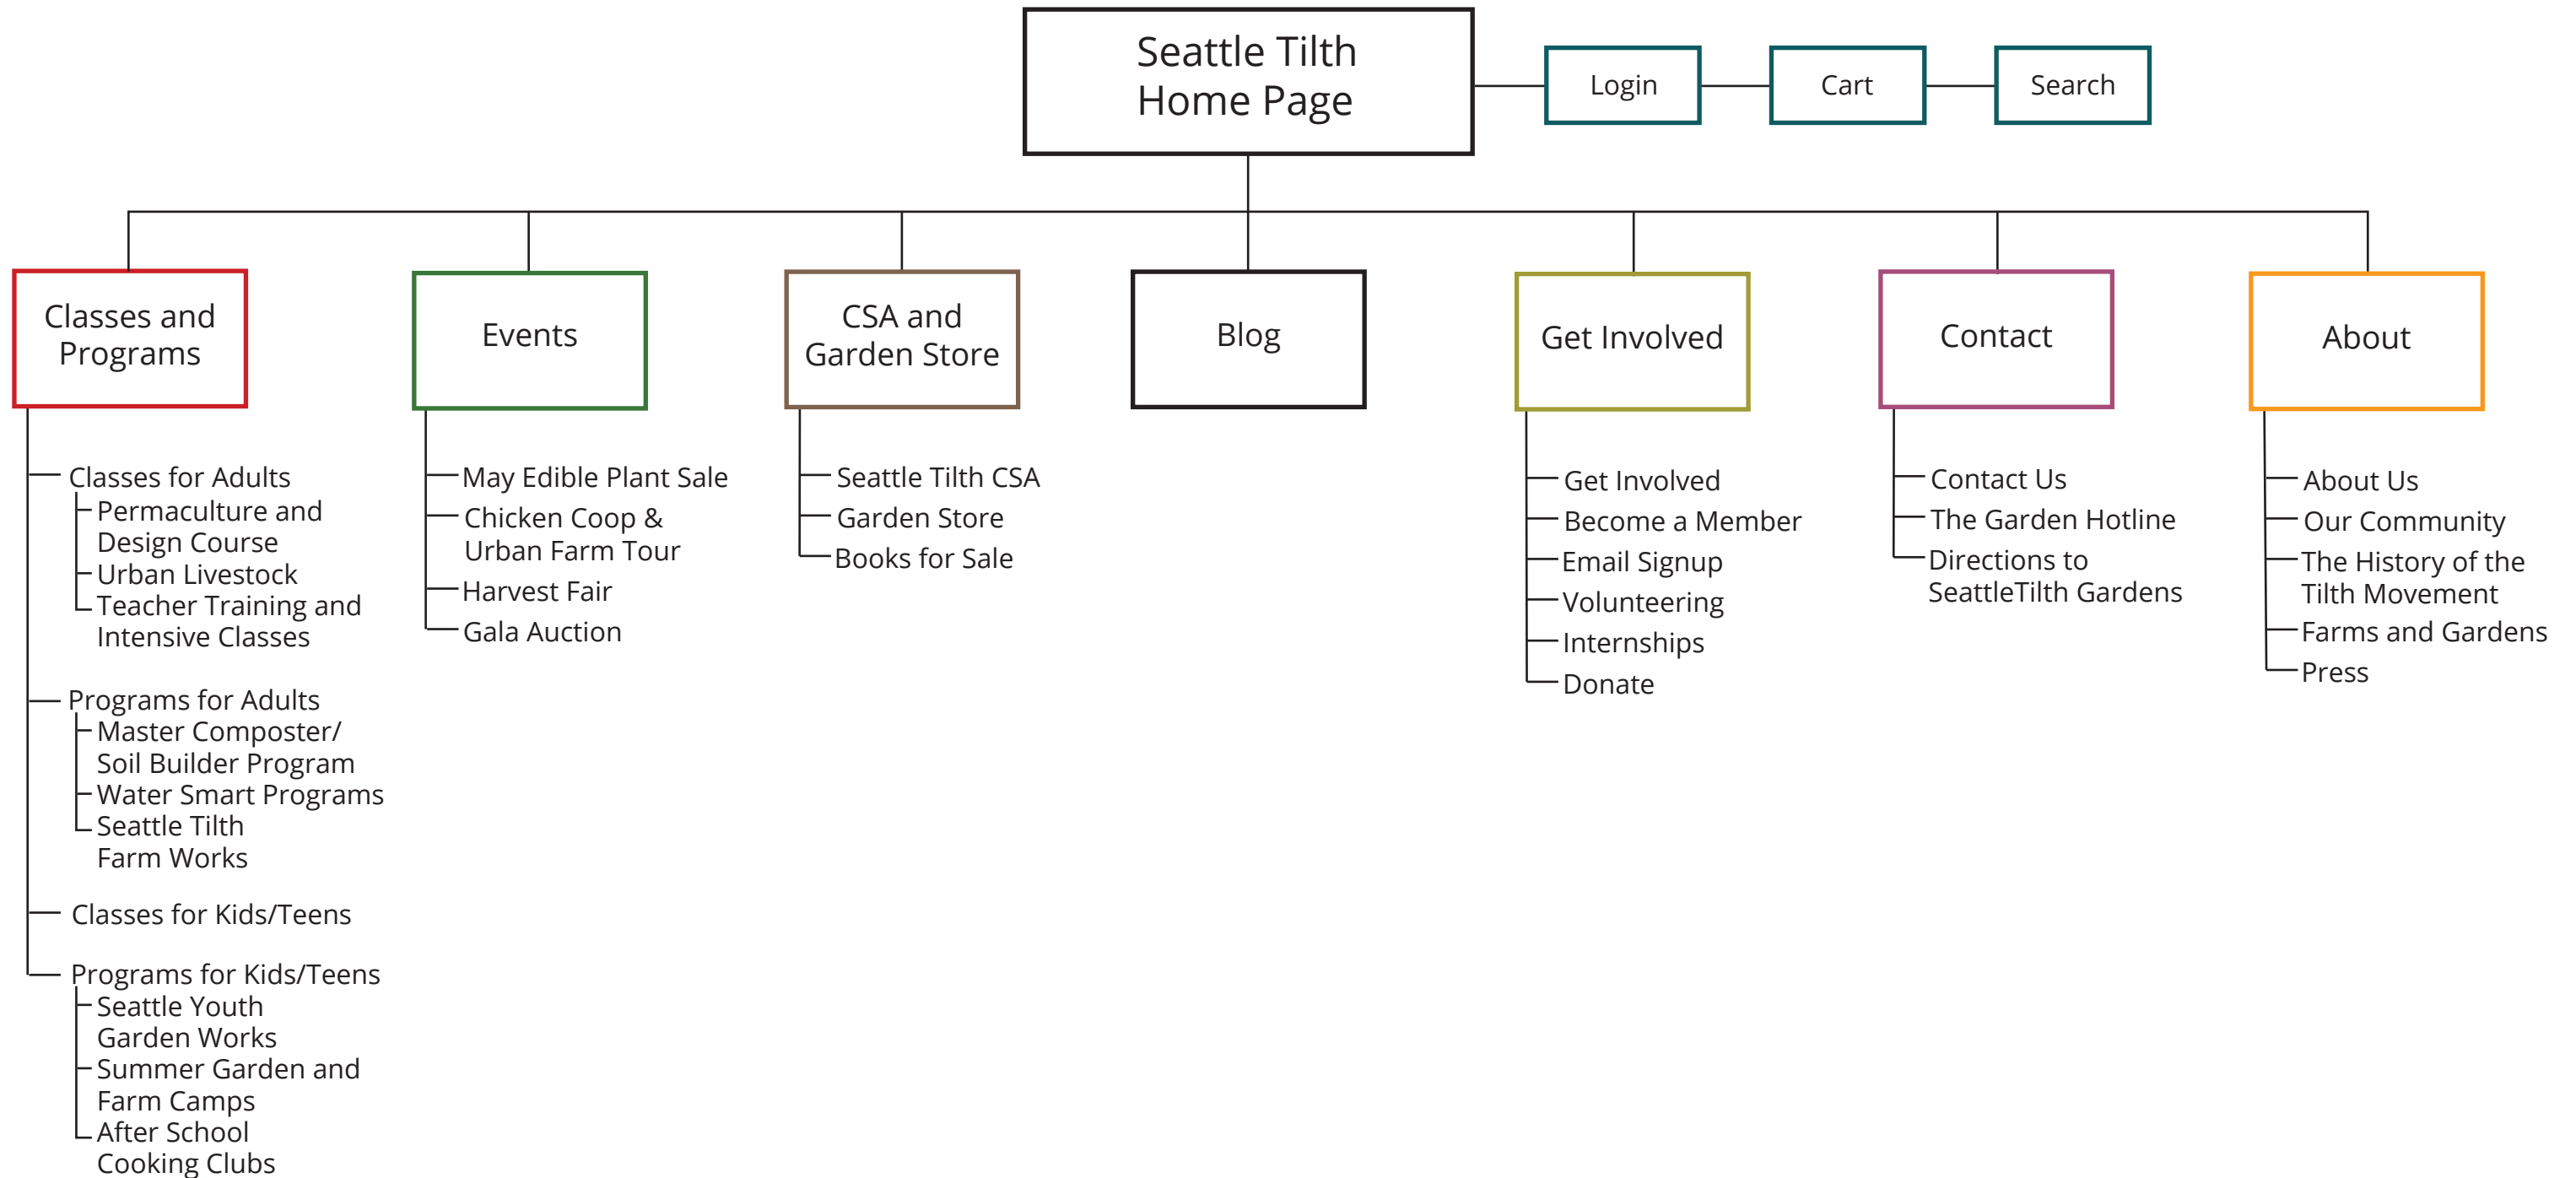 Seattle Tilth
Home Page
Login
Cart
Search
Classes and
Programs
Events
CSA and
Garden Store
Blog
Get Involved
Contact
About
Classes for Adults
Permaculture and
Design Course
Urban Livestock
Teacher Training and
Intensive Classes
Programs for Adults
Master Composter/
Soil Builder Program
Water Smart Programs
Seattle Tilth
Farm Works
Classes for Kids/Teens
Programs for Kids/Teens
Seattle Youth
Garden Works
Summer Garden and
Farm Camps
After School
Cooking Clubs
May Edible Plant Sale
Chicken Coop &
Urban Farm Tour
Harvest Fair
Gala Auction
Seattle Tilth CSA
Garden Store
Books for Sale
Get Involved
Become a Member
Email Signup
Volunteering
Internships
Donate
Contact Us
The Garden Hotline
Directions to
SeattleTilth Gardens
About Us
Our Community
The History of the
Tilth Movement
Farms and Gardens
Press